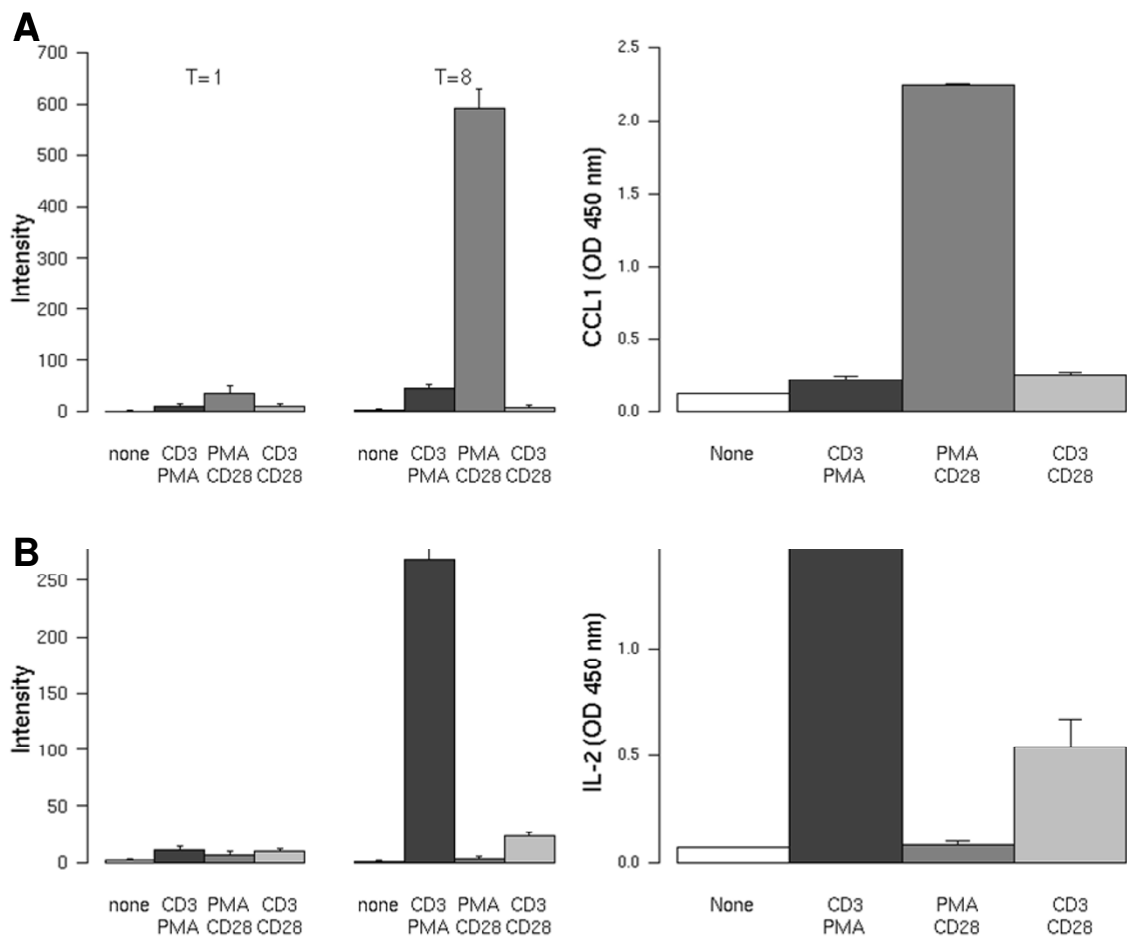 A
700
600
500
400
300
200
100
0
Intensity
T=1
T=8
none CD3 PMA CD3
PMA CD28 CD28
none CD3 PMA CD3
PMA CD28 CD28
2.5
2.0
1.5
1.0
0.5
0.0
CCL1 (OD 450 nm)
None CD3 PMA CD3
PMA CD28 CD28
B
250
200
150
100
50
0
Intensity
none CD3 PMA CD3
PMA CD28 CD28
none CD3 PMA CD3
PMA CD28 CD28
1.0
0.5
0.0
IL-2 (OD 450 nm)
None CD3 PMA CD3
PMA CD28 CD28